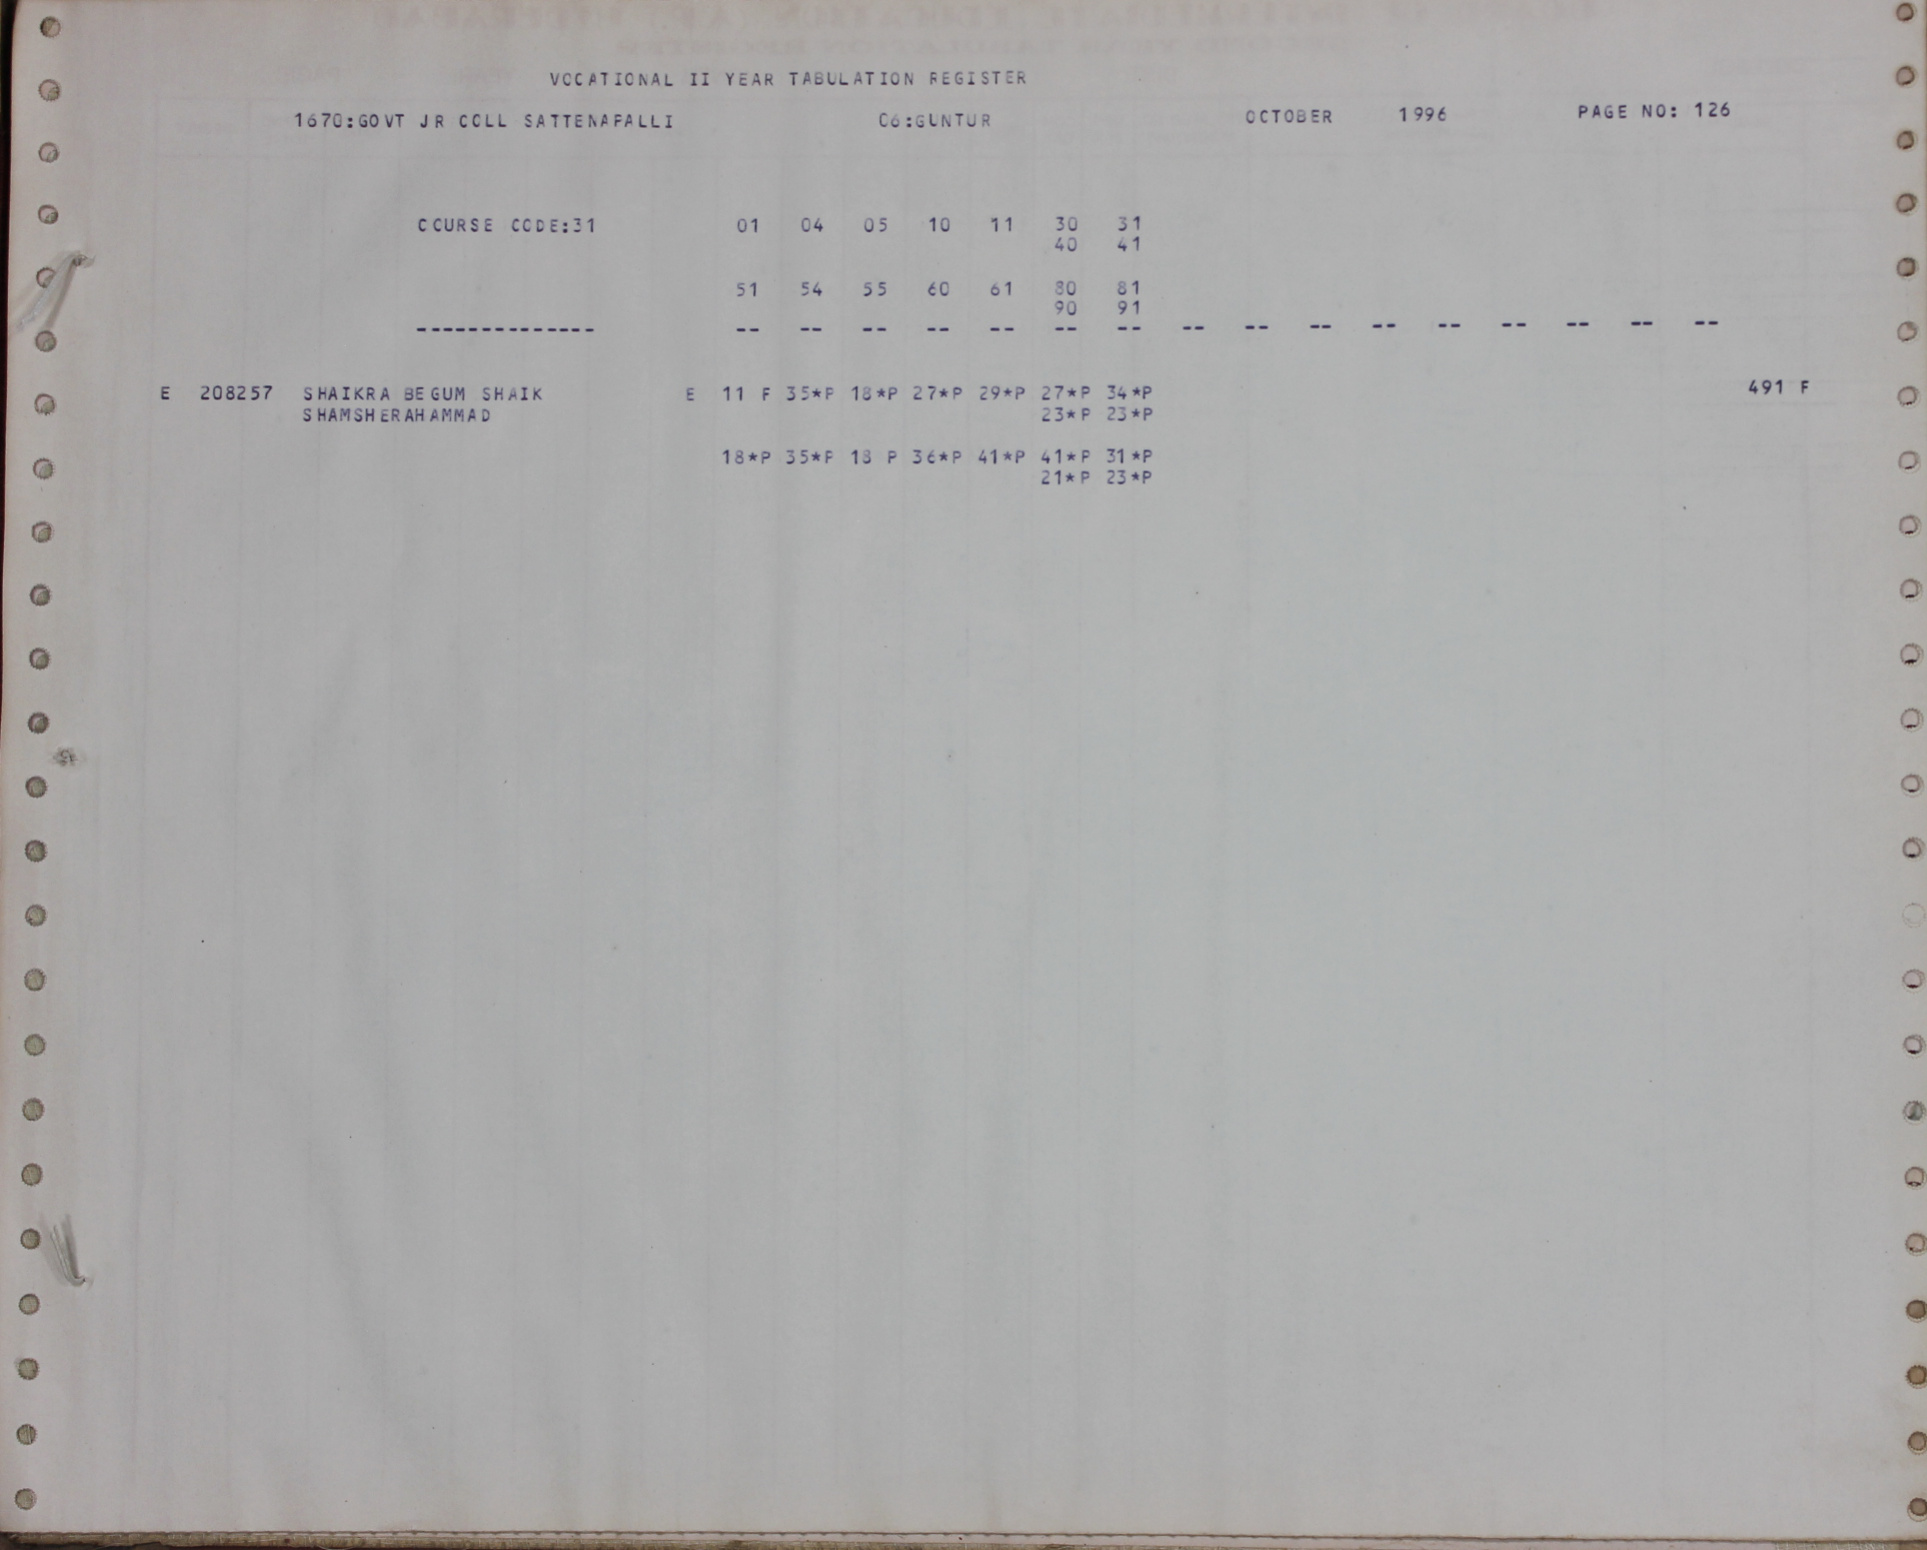 VOCATIONAL II YEAR TABULATION REGISTER
1670:GOVT JR COLL SATTENAPALLI C6:GUNTUR OCTOBER 1996 PAGE NO: 126
COURSE CODE:31 01 04 05 10 11 30 31
40 41
51 54 55 60 61 80 81
90 91
-------------- -- -- -- -- -- -- -- -- -- -- -- -- -- -- -- --
E 208257 SHAIKRA BEGUM SHAIK E 11 F 35*P 18*P 27*P 29*P 27*P 34*P 491 F
SHAMSHERAHAMMAD 23*P 23*P
18*P 35*P 18 P 36*P 41*P 41*P 31*P
21*P 23*P